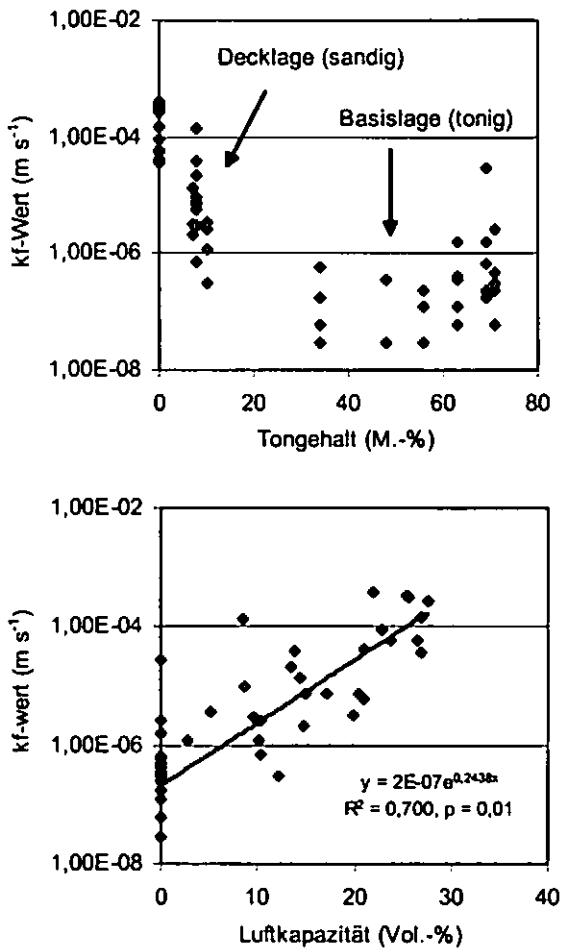 1,00E-02
Decklage (sandig)
Basislage (tonig)
1,00E-04
kf-Wert (m s⁻¹)
1,00E-06
1,00E-08
0 20 40 60 80
Tongehalt (M.-%)
1,00E-02
1,00E-04
kf-wert (m s⁻¹)
1,00E-06
y = 2E-07e^0,2438x
R² = 0,700, p = 0,01
1,00E-08
0 10 20 30 40
Luftkapazität (Vol.-%)